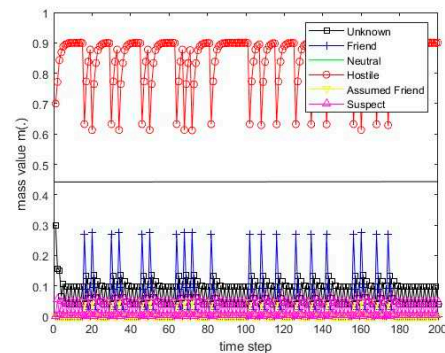 1
0.9
0.8
0.7
0.6
0.5
0.4
0.3
0.2
0.1
0
mass value m(.)
Unknown
Friend
Neutral
Hostile
Assumed Friend
Suspect
0 20 40 60 80 100 120 140 160 180 200
time step